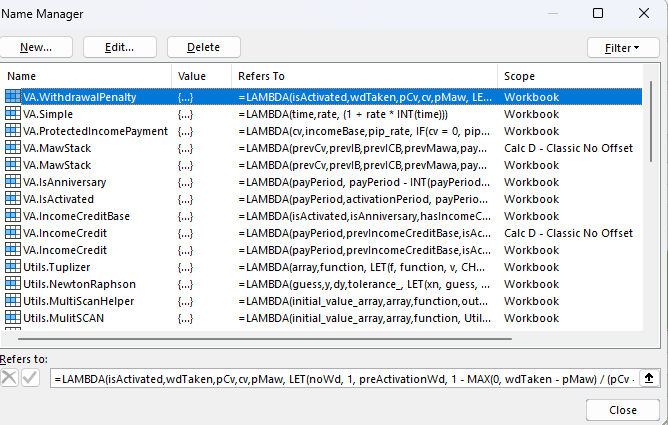 Name Manager
New... Edit... Delete Filter
Name Value Refers To Scope
VA.WithdrawalPenalty {...} =LAMBDA(isActivated,wdTaken,pCv,cv,pMaw, LE... Workbook
VA.Simple {...} =LAMBDA(time,rate, (1 + rate * INT(time))) Workbook
VA.ProtectedIncomePayment {...} =LAMBDA(cv,incomeBase,pip_rate, IF(cv = 0, pip... Workbook
VA.MawStack {...} =LAMBDA(prevCv,prevIB,prevICB,prevMawa,pay... Calc D - Classic No Offset
VA.MawStack {...} =LAMBDA(prevCv,prevIB,prevICB,prevMawa,pay... Workbook
VA.IsAnniversary {...} =LAMBDA(payPeriod, payPeriod - INT(payPeriod... Workbook
VA.IsActivated {...} =LAMBDA(payPeriod,activationPeriod, payPerio... Workbook
VA.IncomeCreditBase {...} =LAMBDA(isActivated,isAnniversary,hasIncomeC... Workbook
VA.IncomeCredit {...} =LAMBDA(payPeriod,prevIncomeCreditBase,isAc... Calc D - Classic No Offset
VA.IncomeCredit {...} =LAMBDA(payPeriod,prevIncomeCreditBase,isAc... Workbook
Utils.Tuplizer {...} =LAMBDA(array,function, LET(f, function, v, CH... Workbook
Utils.NewtonRaphson {...} =LAMBDA(guess,y,dy,tolerance_, LET(xn, guess, ... Workbook
Utils.MultiScanHelper {...} =LAMBDA(initial_value_array,array,function,out... Workbook
Utils.MulitSCAN {...} =LAMBDA(initial_value_array,array,function, Util... Workbook
Refers to:
=LAMBDA(isActivated,wdTaken,pCv,cv,pMaw, LET(noWd, 1, preActivationWd, 1 - MAX(0, wdTaken - pMaw) / (pCv -
Close